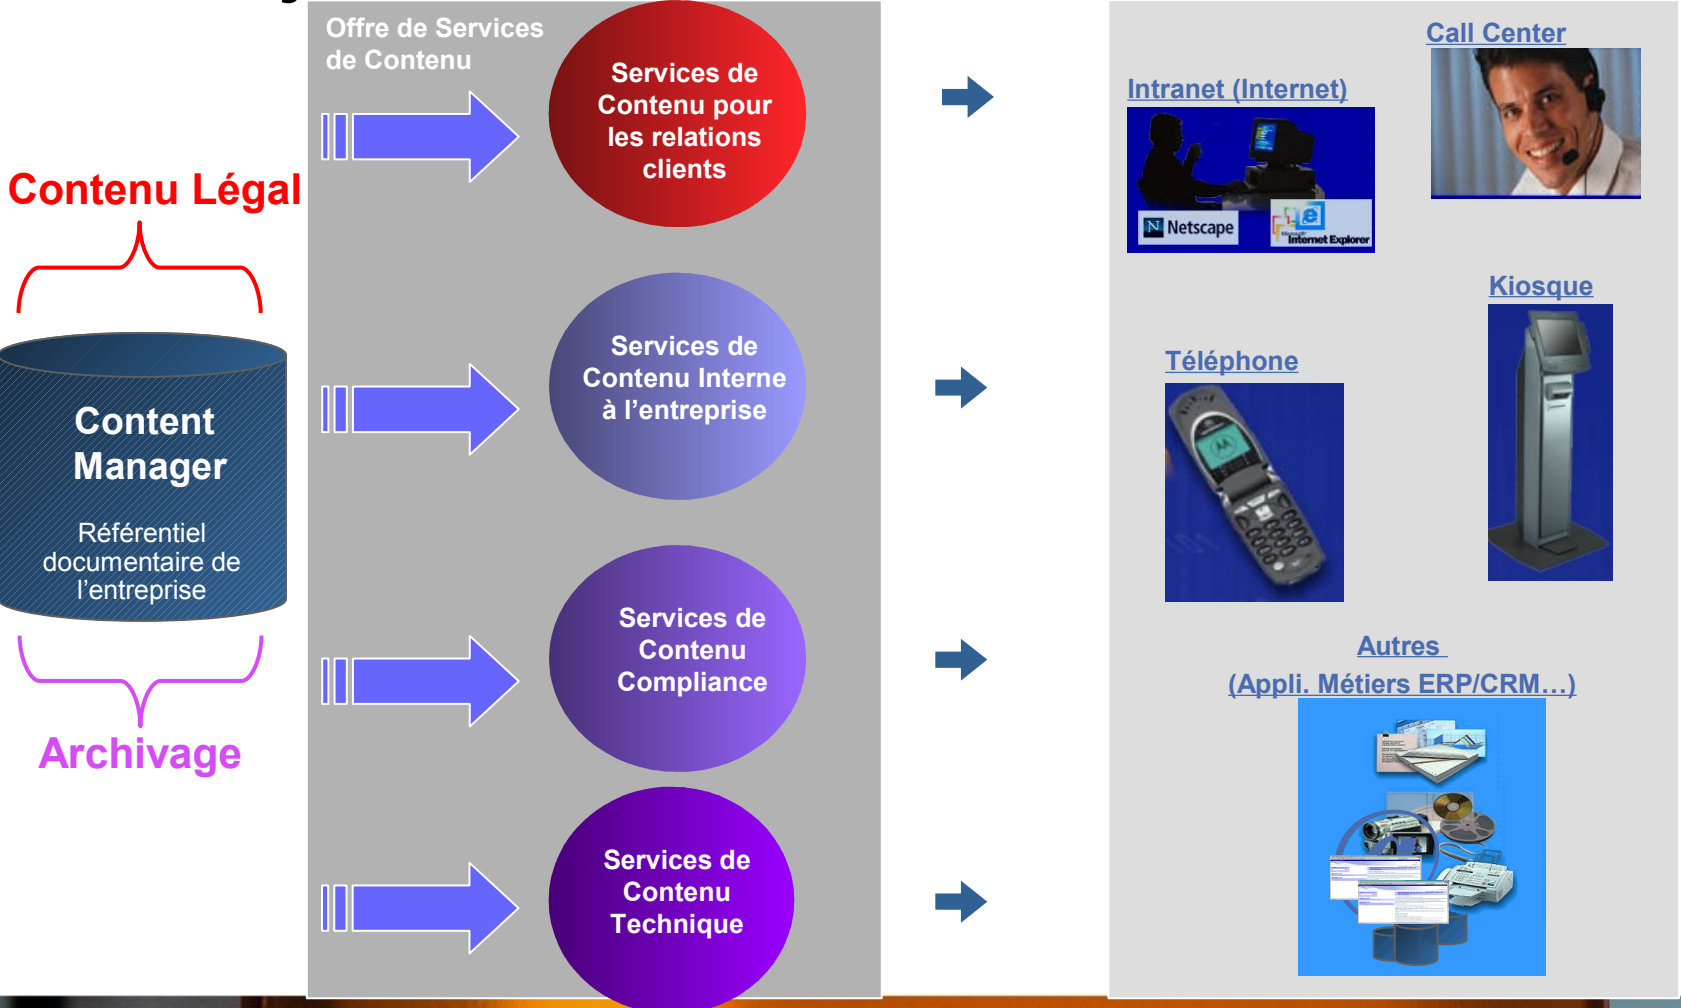 Offre de Services
de Contenu
Contenu Légal
Content
Manager
Référentiel
documentaire de
l'entreprise
Archivage
Services de
Contenu pour
les relations
clients
Services de
Contenu Interne
à l'entreprise
Services de
Contenu
Compliance
Services de
Contenu
Technique
Call Center
Intranet (Internet)
N Netscape
Microsoft
Internet Explorer
Kiosque
Téléphone
Autres
(Appli. Métiers ERP/CRM…)